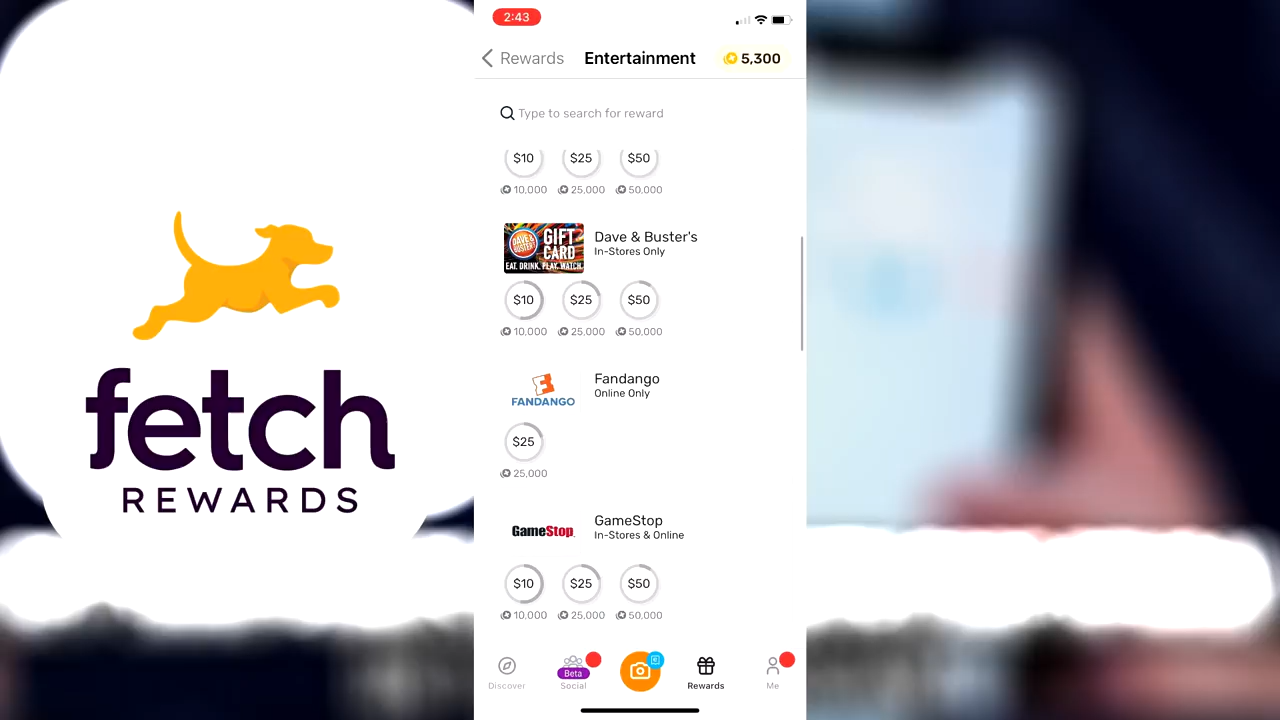 fetch
REWARDS
2:43
Rewards
Entertainment
5,300
Type to search for reward
$10 $25 $50
10,000 25,000 50,000
DAVE & BUSTER'S
GIFT
CARD
EAT. DRINK. PLAY. WATCH.
Dave & Buster's
In-Stores Only
$10 $25 $50
10,000 25,000 50,000
FANDANGO
Fandango
Online Only
$25
25,000
GameStop
GameStop
In-Stores & Online
$10 $25 $50
10,000 25,000 50,000
Discover
Beta
Social
Rewards
Me